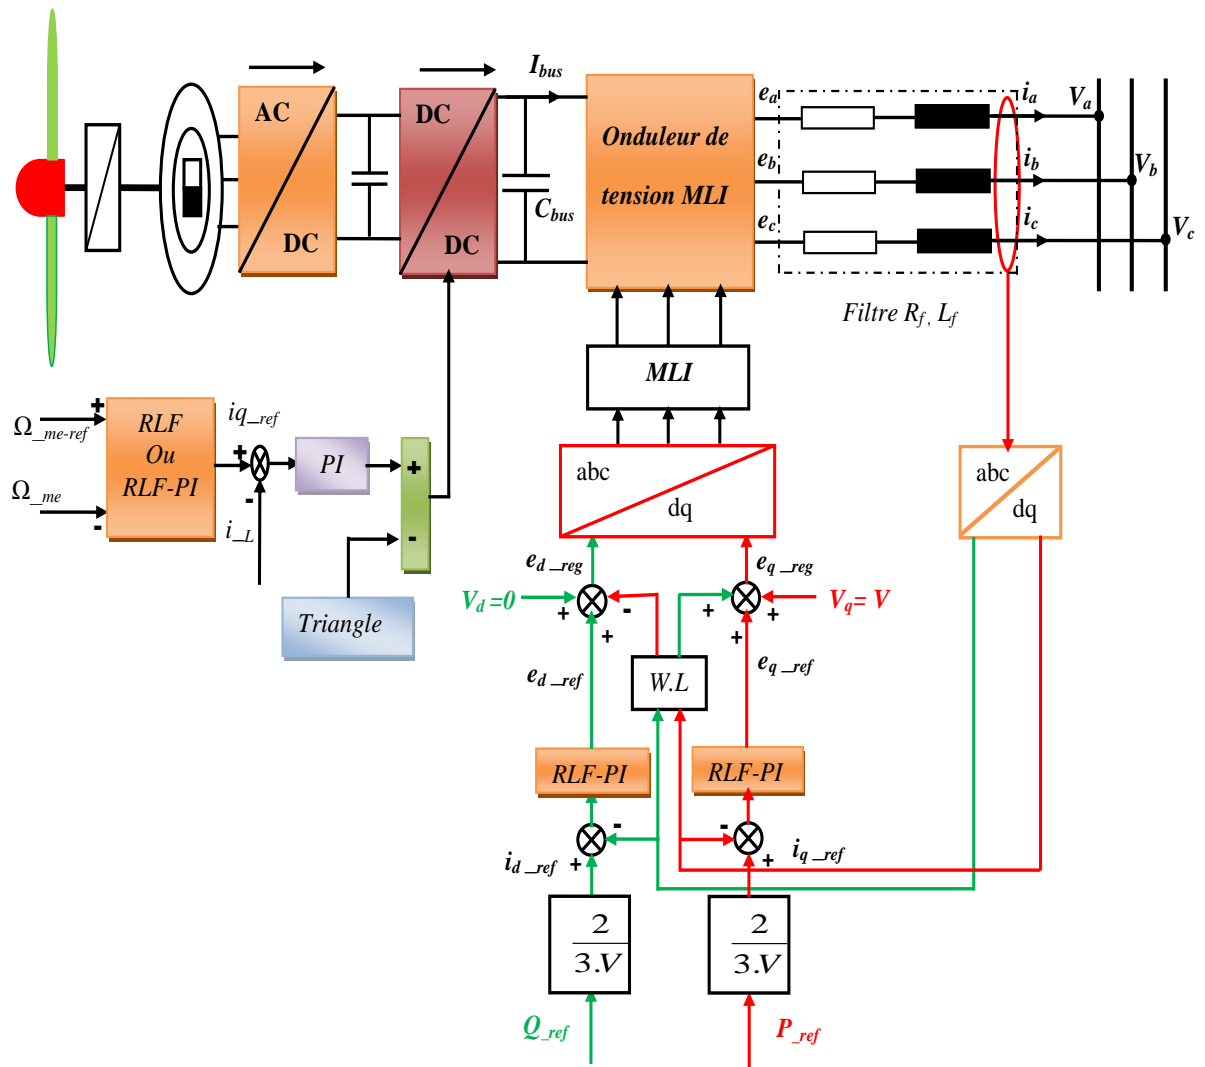 I_bus
AC
DC
DC
DC
C_bus
Onduleur de
tension MLI
e_a
e_b
e_c
i_a
i_b
i_c
V_a
V_b
V_c
Filtre R_f, L_f
MLI
Ω_me-ref
Ω_me
RLF
Ou
RLF-PI
iq_ref
i_L
PI
+
-
+
-
+
-
Triangle
abc
dq
abc
dq
e_d_reg
e_q_reg
V_d=0
V_q= V
+
-
+
+
+
+
e_d_ref
W.L
e_q_ref
RLF-PI
RLF-PI
-
-
i_d_ref
+
+
i_q_ref
2
3.V
2
3.V
Q_ref
P_ref